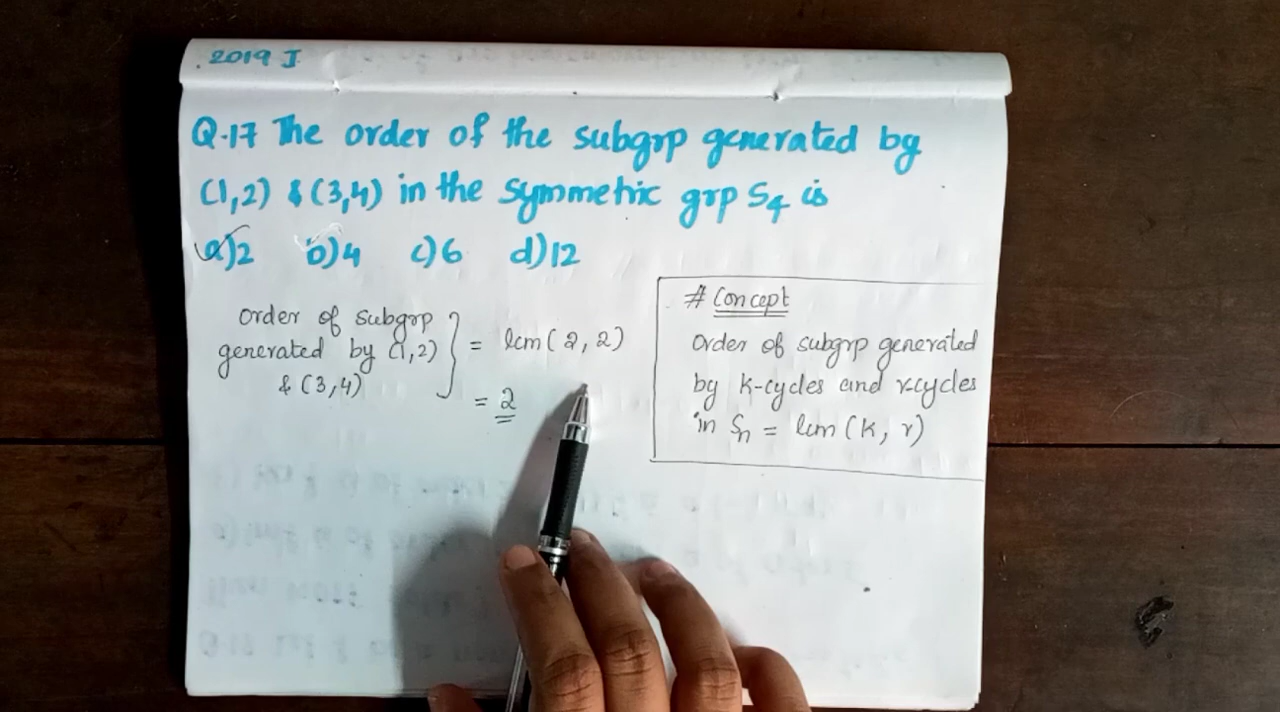 2019 I
Q.17 The order of the subgrp generated by
(1,2) & (3,4) in the symmetric grp S4 is
a)2 b)4 c)6 d)12
order of subgrp
generated by (1,2)
& (3,4)
= lcm(2,2)
= 2
# Concept
Order of subgrp generated
by k-cycles and r-cycles
in Sn = lcm(k, r)